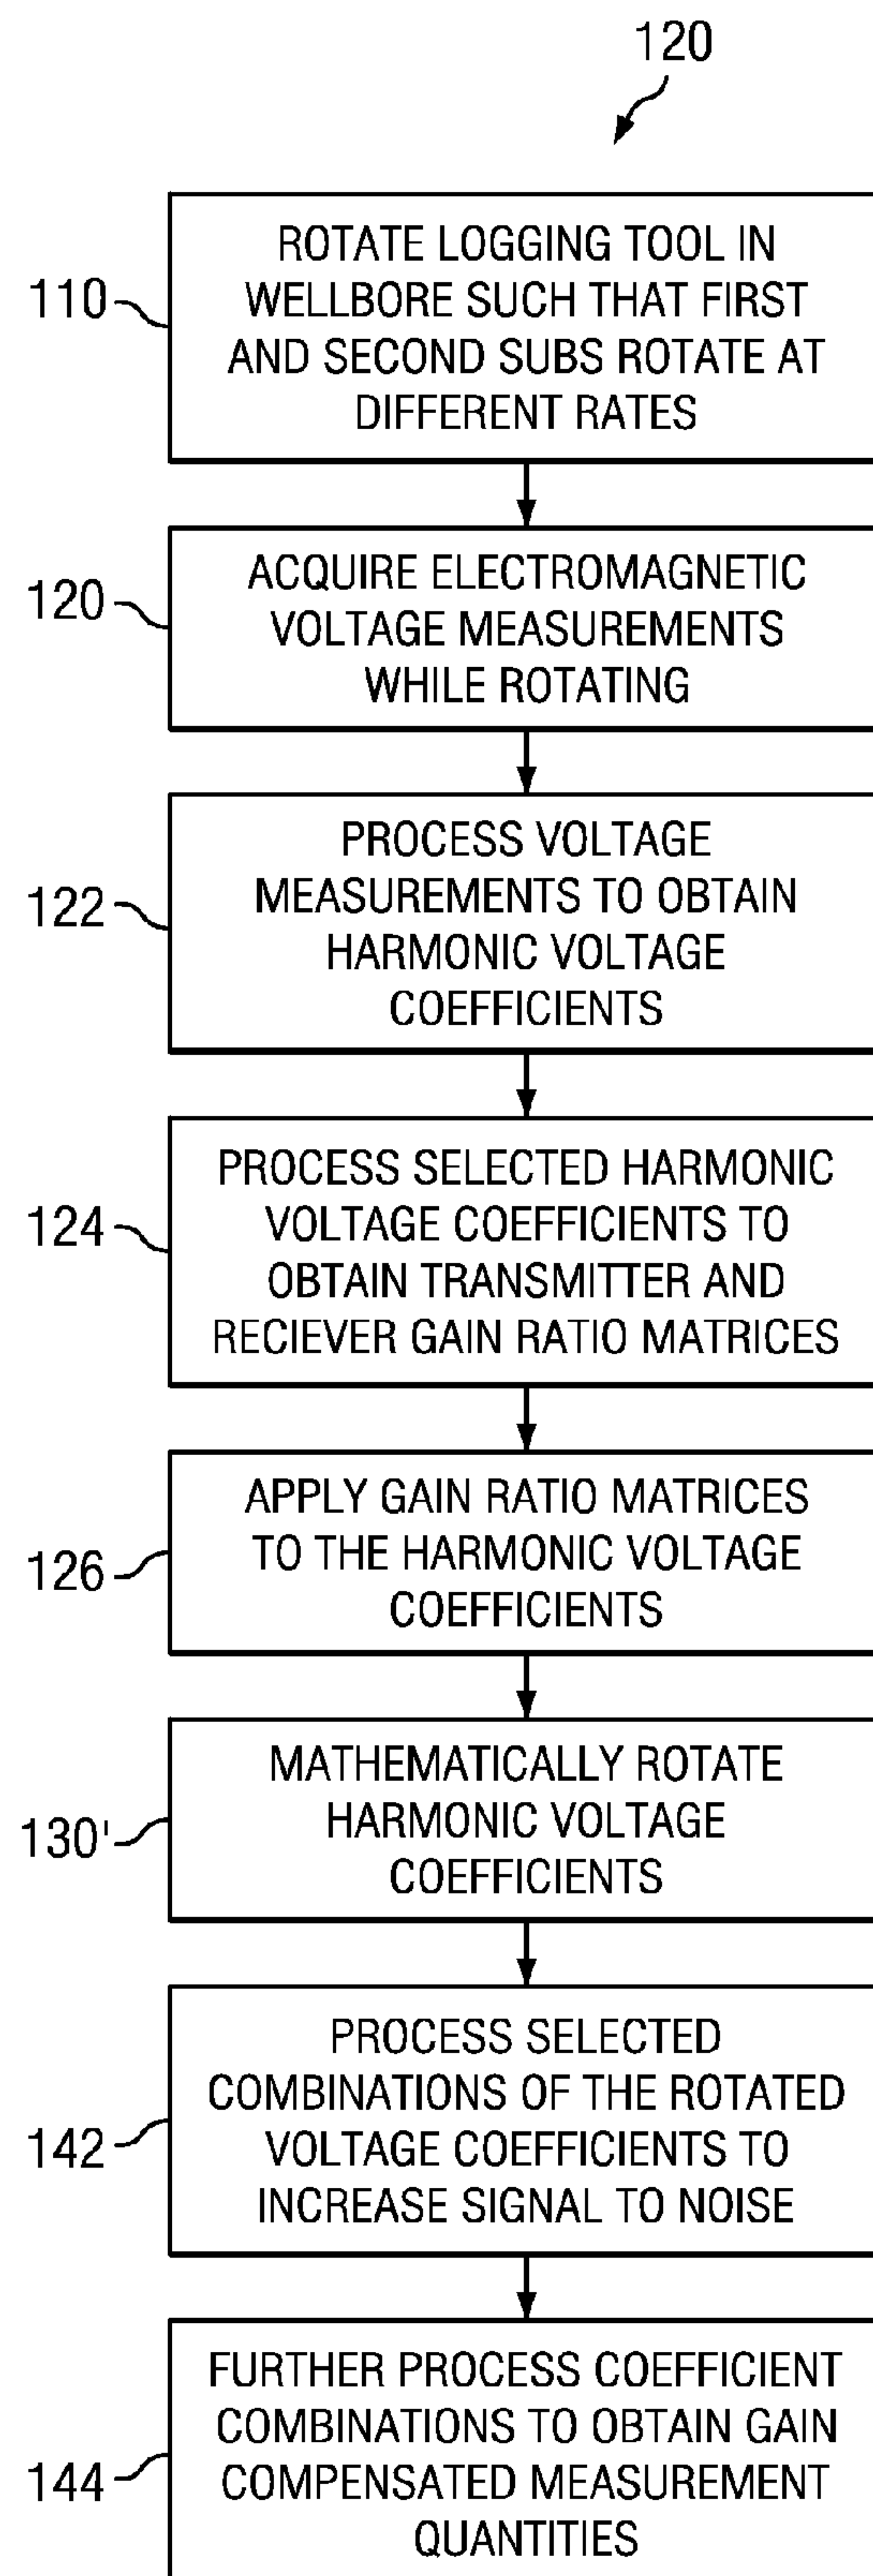 120
110
ROTATE LOGGING TOOL IN
WELLBORE SUCH THAT FIRST
AND SECOND SUBS ROTATE AT
DIFFERENT RATES
120
ACQUIRE ELECTROMAGNETIC
VOLTAGE MEASUREMENTS
WHILE ROTATING
122
PROCESS VOLTAGE
MEASUREMENTS TO OBTAIN
HARMONIC VOLTAGE
COEFFICIENTS
124
PROCESS SELECTED HARMONIC
VOLTAGE COEFFICIENTS TO
OBTAIN TRANSMITTER AND
RECIEVER GAIN RATIO MATRICES
126
APPLY GAIN RATIO MATRICES
TO THE HARMONIC VOLTAGE
COEFFICIENTS
130'
MATHEMATICALLY ROTATE
HARMONIC VOLTAGE
COEFFICIENTS
142
PROCESS SELECTED
COMBINATIONS OF THE ROTATED
VOLTAGE COEFFICIENTS TO
INCREASE SIGNAL TO NOISE
144
FURTHER PROCESS COEFFICIENT
COMBINATIONS TO OBTAIN GAIN
COMPENSATED MEASUREMENT
QUANTITIES